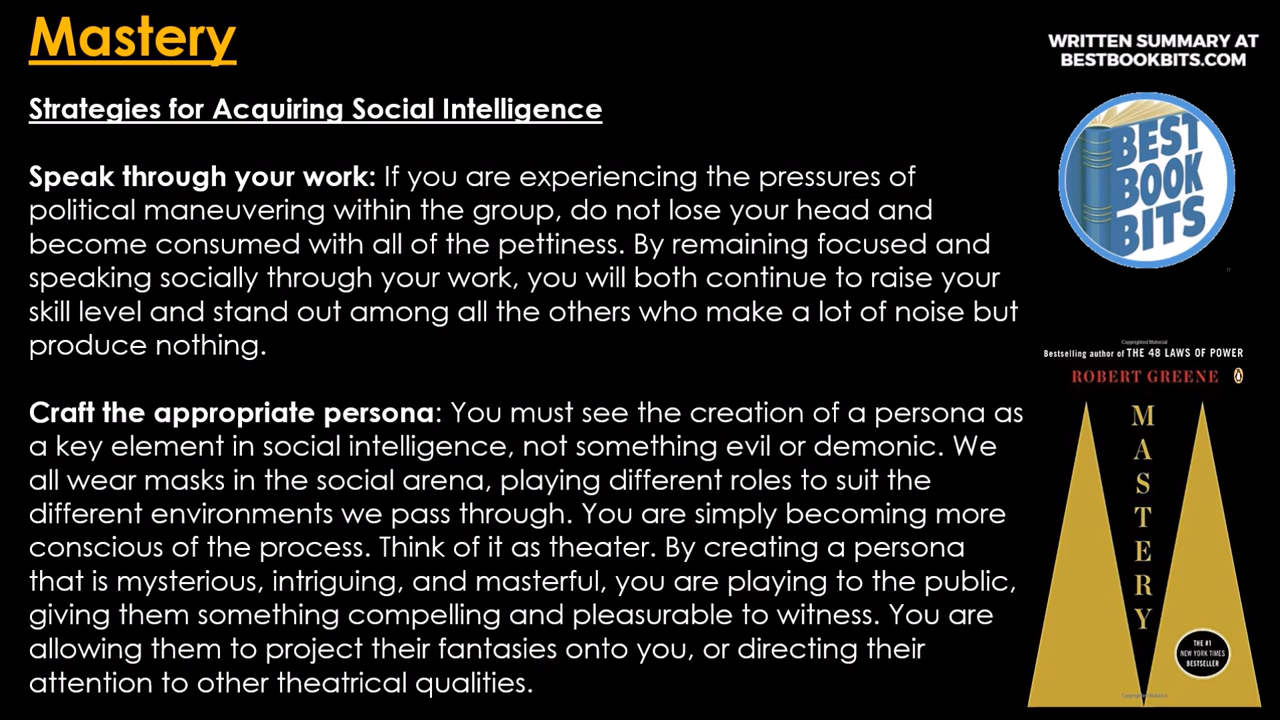 Mastery
WRITTEN SUMMARY AT
BESTBOOKBITS.COM
Strategies for Acquiring Social Intelligence
BEST
BOOK
BITS
Speak through your work: If you are experiencing the pressures of
political maneuvering within the group, do not lose your head and
become consumed with all of the pettiness. By remaining focused and
speaking socially through your work, you will both continue to raise your
skill level and stand out among all the others who make a lot of noise but
produce nothing.
Craft the appropriate persona: You must see the creation of a persona as
a key element in social intelligence, not something evil or demonic. We
all wear masks in the social arena, playing different roles to suit the
different environments we pass through. You are simply becoming more
conscious of the process. Think of it as theater. By creating a persona
that is mysterious, intriguing, and masterful, you are playing to the public,
giving them something compelling and pleasurable to witness. You are
allowing them to project their fantasies onto you, or directing their
attention to other theatrical qualities.
Copyrighted Material
Bestselling author of THE 48 LAWS OF POWER
ROBERT GREENE
M
A
S
T
E
R
Y
THE #1
NEW YORK TIMES
BESTSELLER
Copyrighted Material